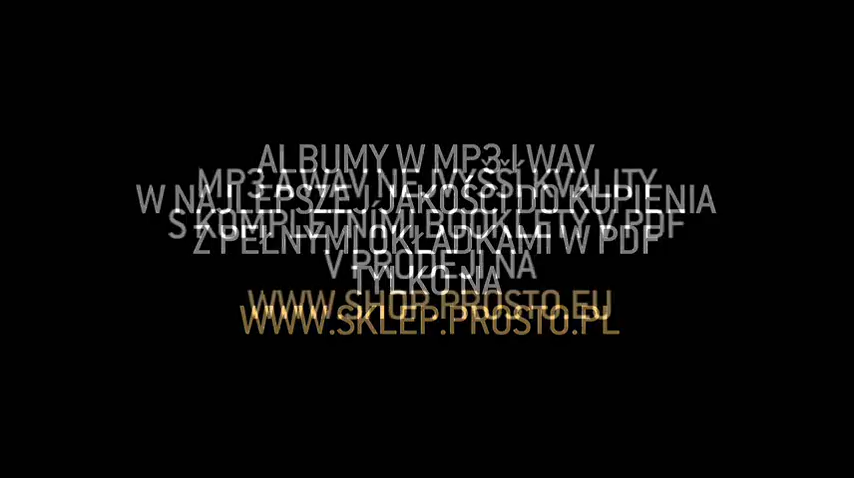 ALBUMY W MP3 I WAV
MP3 A WAV NEJVYŠŠÍ KVALITY
W NAJLEPSZEJ JAKOŚCI DO KUPIENIA
S KOMPLETNÍMI BOOKLETY V PDF
Z PEŁNYMI OKŁADKAMI W PDF
V PRODEJI NA
TYLKO NA
WWW.SHOP.PROSTO.EU
WWW.SKLEP.PROSTO.PL